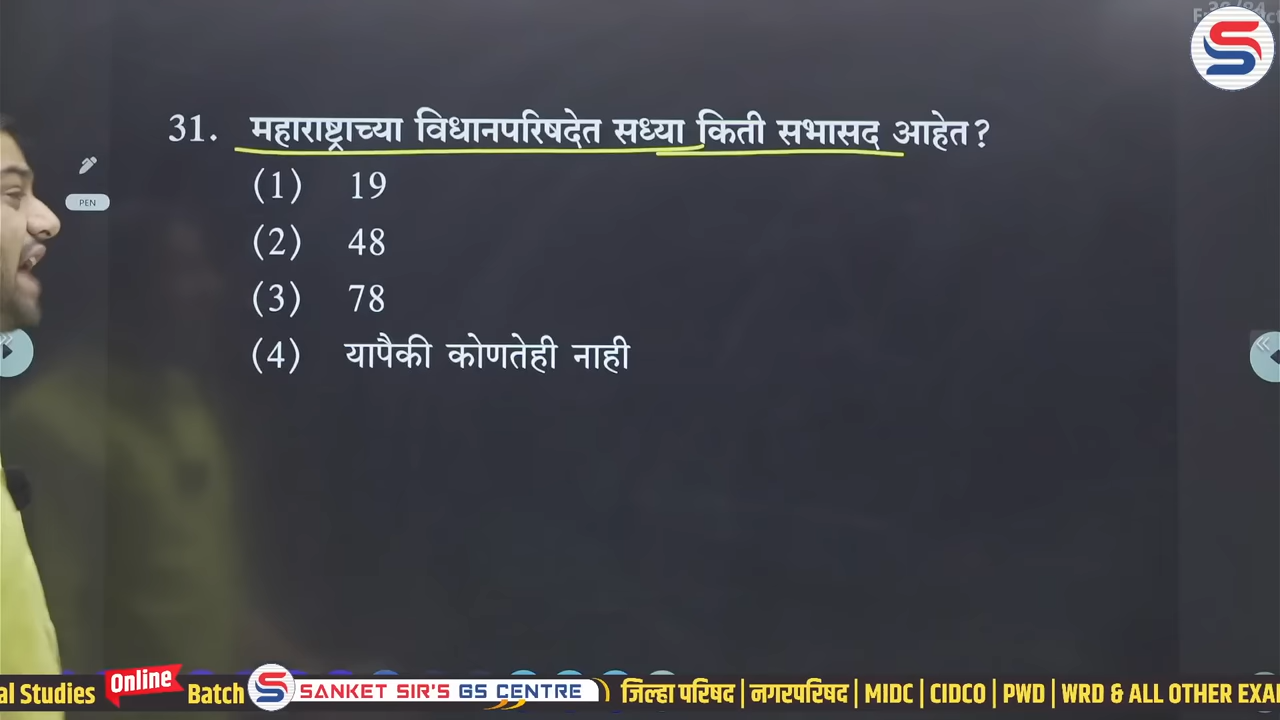 31. महाराष्ट्राच्या विधानपरिषदेत सध्या किती सभासद आहेत?
(1) 19
(2) 48
(3) 78
(4) यापैकी कोणतेही नाही
PEN
al Studies Online Batch S SANKET SIR'S GS CENTRE जिल्हा परिषद | नगरपरिषद | MIDC | CIDCO | PWD | WRD & ALL OTHER EXA